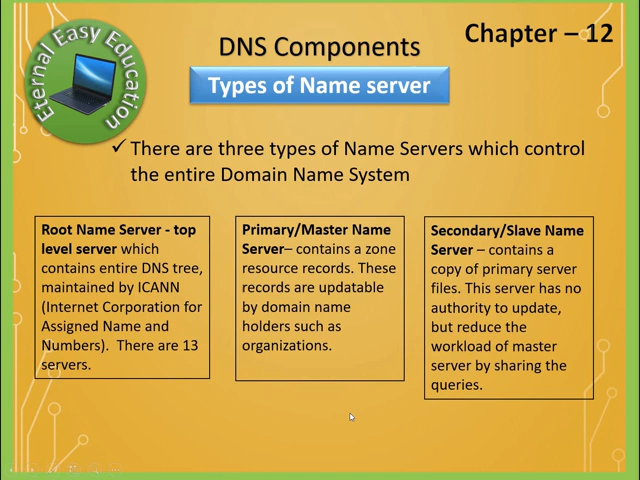 Eternal Easy Education
Chapter – 12
DNS Components
Types of Name server
✓ There are three types of Name Servers which control
the entire Domain Name System
Root Name Server - top
level server which
contains entire DNS tree,
maintained by ICANN
(Internet Corporation for
Assigned Name and
Numbers). There are 13
servers.
Primary/Master Name
Server– contains a zone
resource records. These
records are updatable
by domain name
holders such as
organizations.
Secondary/Slave Name
Server – contains a
copy of primary server
files. This server has no
authority to update,
but reduce the
workload of master
server by sharing the
queries.